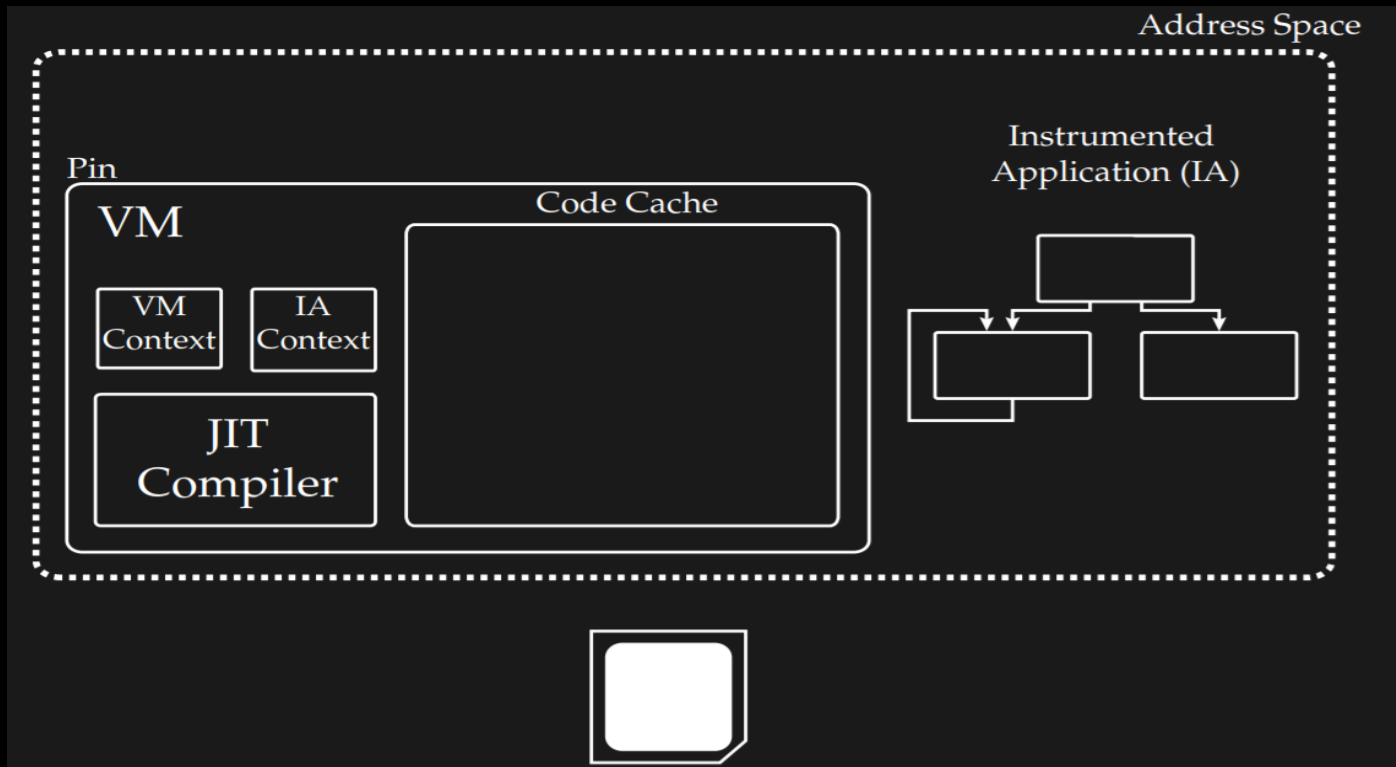 Address Space
Instrumented
Application (IA)
Pin
VM
Code Cache
VM
Context
IA
Context
JIT
Compiler